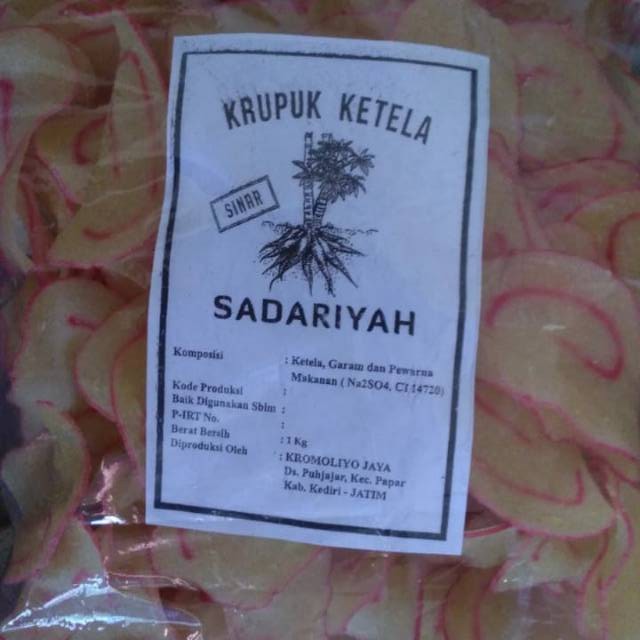 KRUPUK KETELA
SINAR
SADARIYAH
Komposisi : Ketela, Garam dan Pewarna
Makanan ( Na2SO4, CI 14720)
Kode Produksi :
Baik Digunakan Sblm :
P-IRT No. :
Berat Bersih : 1 Kg
Diproduksi Oleh : KROMOLIYO JAYA
Ds. Puhjajar, Kec. Papar
Kab. Kediri - JATIM